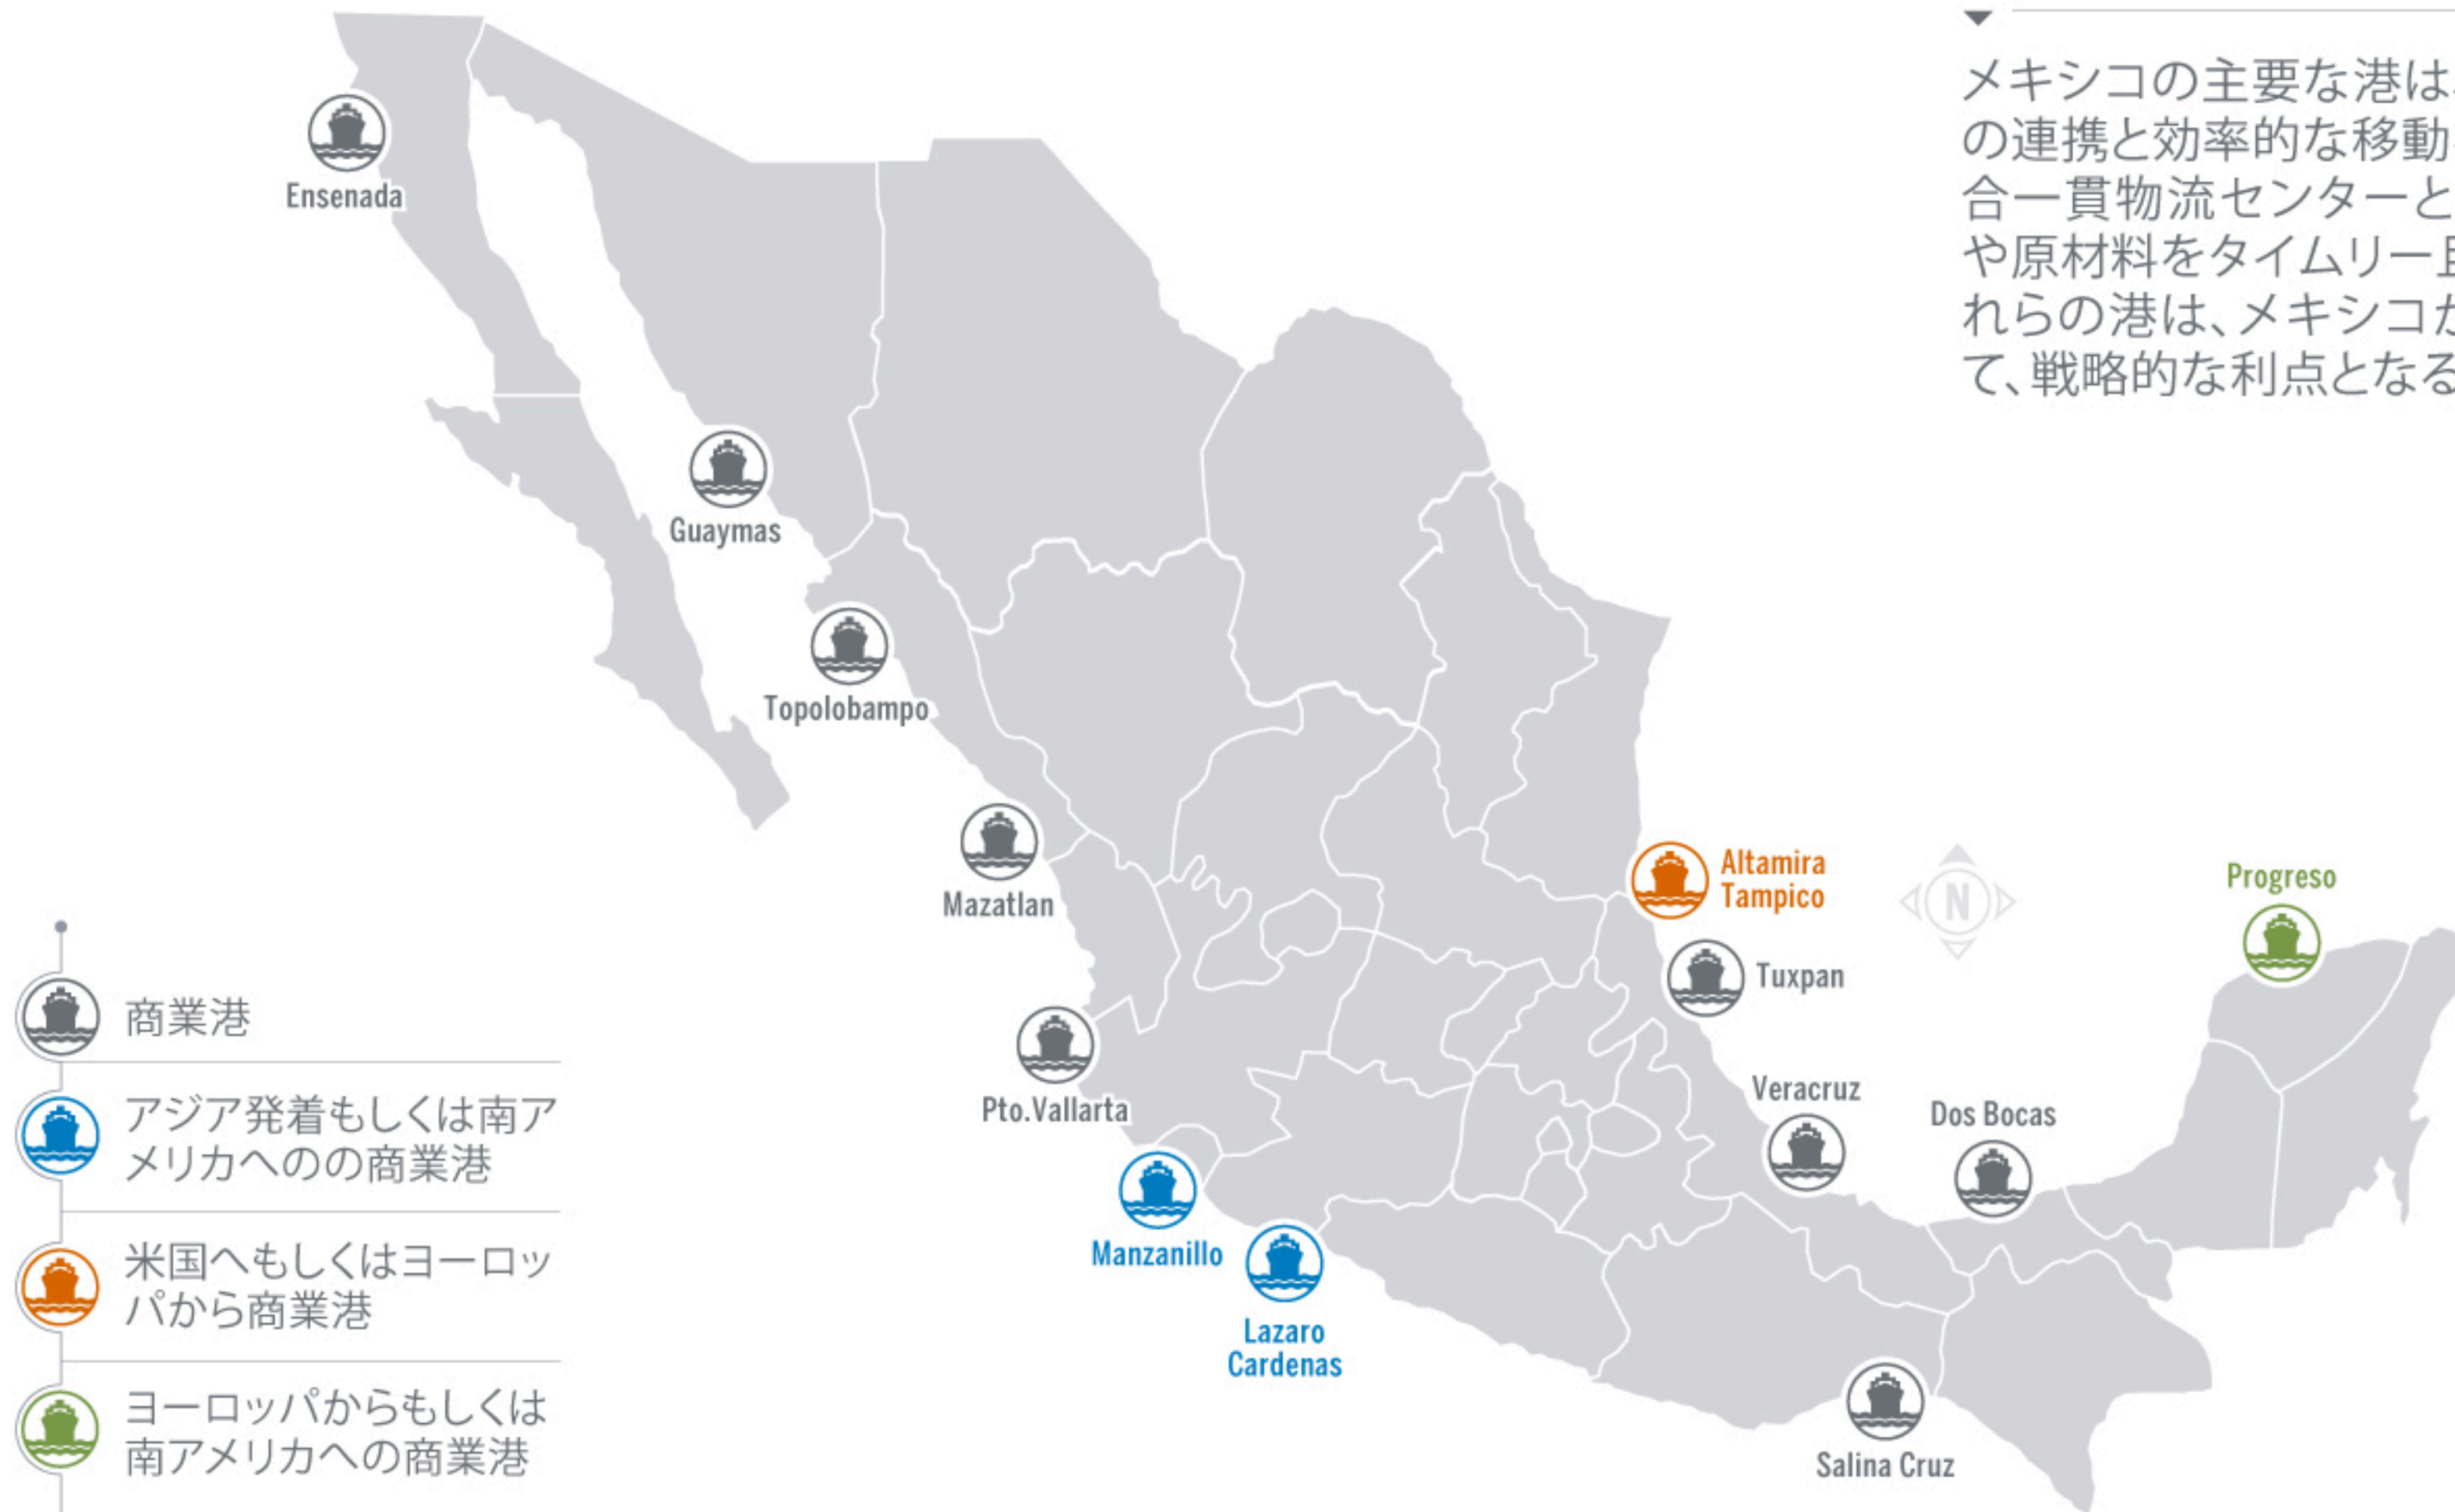 メキシコの主要な港は、
の連携と効率的な移動
合一貫物流センターと
や原材料をタイムリー
れらの港は、メキシコ
て、戦略的な利点となる
Ensenada
Guaymas
Topolobampo
Mazatlan
Altamira
Tampico
Progreso
N
Tuxpan
Pto.Vallarta
Veracruz
Dos Bocas
Manzanillo
Lazaro
Cardenas
Salina Cruz
商業港
アジア発着もしくは南ア
メリカへのの商業港
米国へもしくはヨーロッ
パから商業港
ヨーロッパからもしくは
南アメリカへの商業港